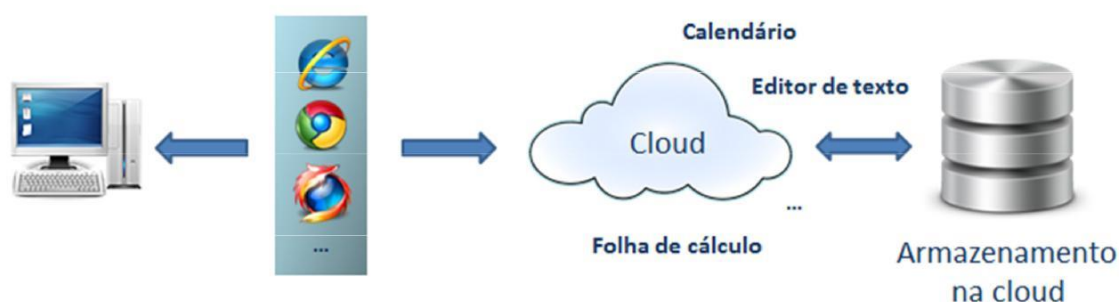 Calendário
Editor de texto
Cloud
...
...
Folha de cálculo
Armazenamento
na cloud